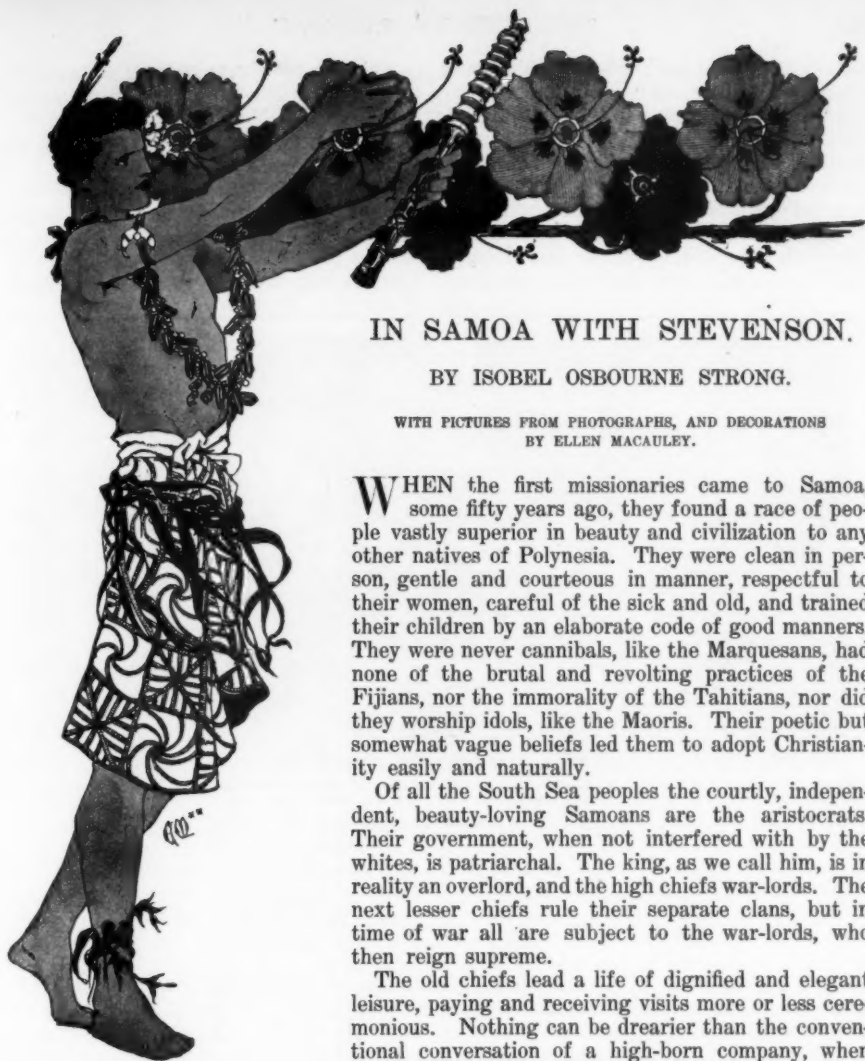 IN SAMOA WITH STEVENSON.
BY ISOBEL OSBOURNE STRONG.
WITH PICTURES FROM PHOTOGRAPHS, AND DECORATIONS
BY ELLEN MACAULEY.
WHEN the first missionaries came to Samoa
some fifty years ago, they found a race of peo-
ple vastly superior in beauty and civilization to any
other natives of Polynesia. They were clean in per-
son, gentle and courteous in manner, respectful to
their women, careful of the sick and old, and trained
their children by an elaborate code of good manners
They were never cannibals, like the Marquesans, had
none of the brutal and revolting practices of the
Fijians, nor the immorality of the Tahitians, nor did
they worship idols, like the Maoris. Their poetic but
somewhat vague beliefs led them to adopt Christian-
ity easily and naturally.
Of all the South Sea peoples the courtly, indepen-
dent, beauty-loving Samoans are the aristocrats
Their government, when not interfered with by the
whites, is patriarchal. The king, as we call him, is in
reality an overlord, and the high chiefs war-lords. The
next lesser chiefs rule their separate clans, but in
time of war all are subject to the war-lords, who
then reign supreme.
The old chiefs lead a life of dignified and elegant
leisure, paying and receiving visits more or less cere-
monious. Nothing can be drearier than the conven-
tional conversation of a high-born company, when